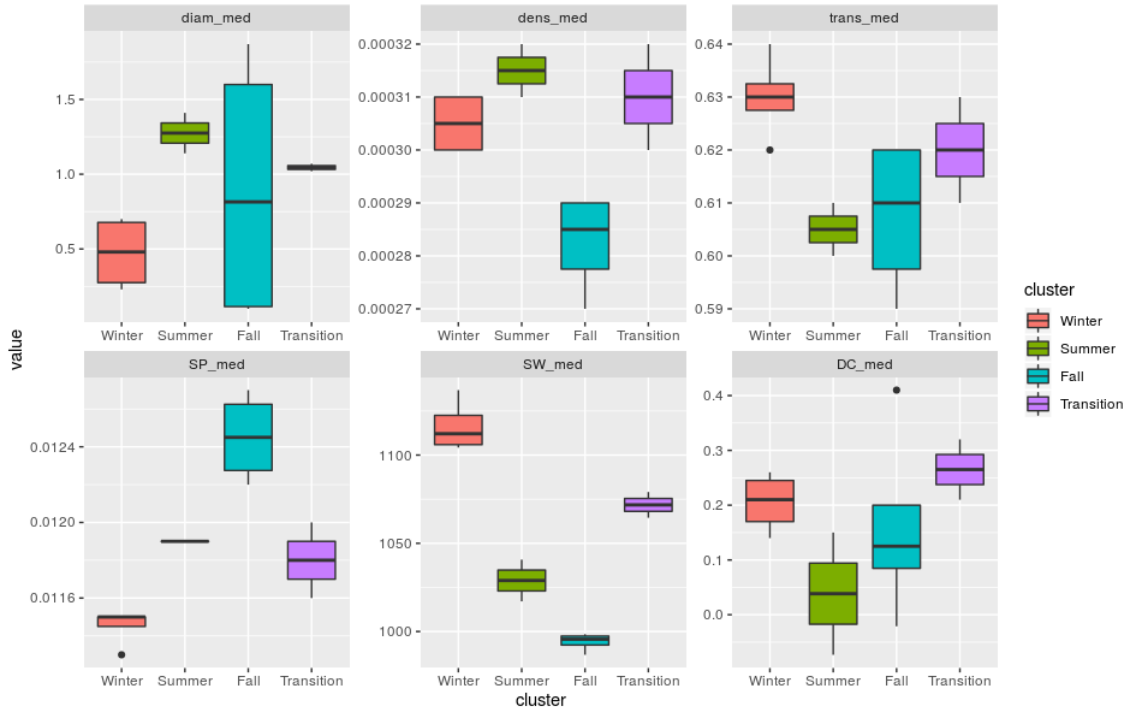 diam_med
dens_med
trans_med
1.5
1.0
0.5
0.00032
0.00031
0.00030
0.00029
0.00028
0.00027
0.64
0.63
0.62
0.61
0.60
0.59
Winter Summer Fall Transition
Winter Summer Fall Transition
Winter Summer Fall Transition
value
SP_med
SW_med
DC_med
0.0124
0.0120
0.0116
1100
1050
1000
0.4
0.3
0.2
0.1
0.0
Winter Summer Fall Transition
Winter Summer Fall Transition
Winter Summer Fall Transition
cluster
cluster
Winter
Summer
Fall
Transition